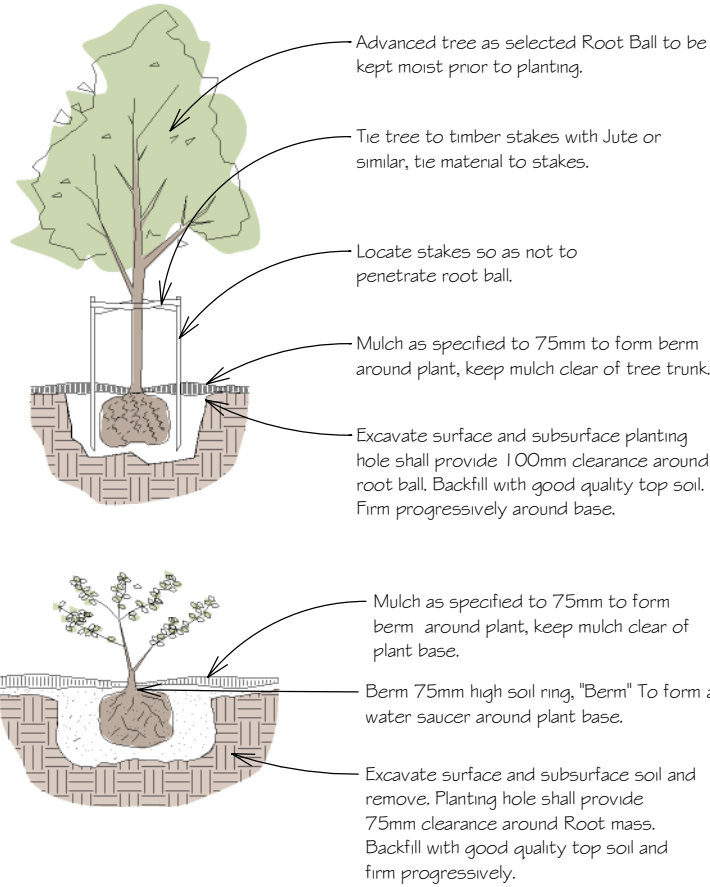 Advanced tree as selected Root Ball to be
kept moist prior to planting.
Tie tree to timber stakes with Jute or
similar, tie material to stakes.
Locate stakes so as not to
penetrate root ball.
Mulch as specified to 75mm to form berm
around plant, keep mulch clear of tree trunk.
Excavate surface and subsurface planting
hole shall provide 100mm clearance around
root ball. Backfill with good quality top soil.
Firm progressively around base.
Mulch as specified to 75mm to form
berm around plant, keep mulch clear of
plant base.
Berm 75mm high soil ring, "Berm" To form a
water saucer around plant base.
Excavate surface and subsurface soil and
remove. Planting hole shall provide
75mm clearance around Root mass.
Backfill with good quality top soil and
firm progressively.